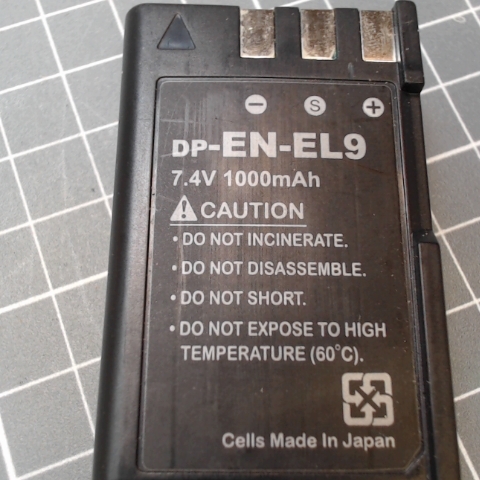 − S +
DP-EN-EL9
7.4V 1000mAh
CAUTION
• DO NOT INCINERATE.
• DO NOT DISASSEMBLE.
• DO NOT SHORT.
• DO NOT EXPOSE TO HIGH
TEMPERATURE (60°C).
Cells Made In Japan